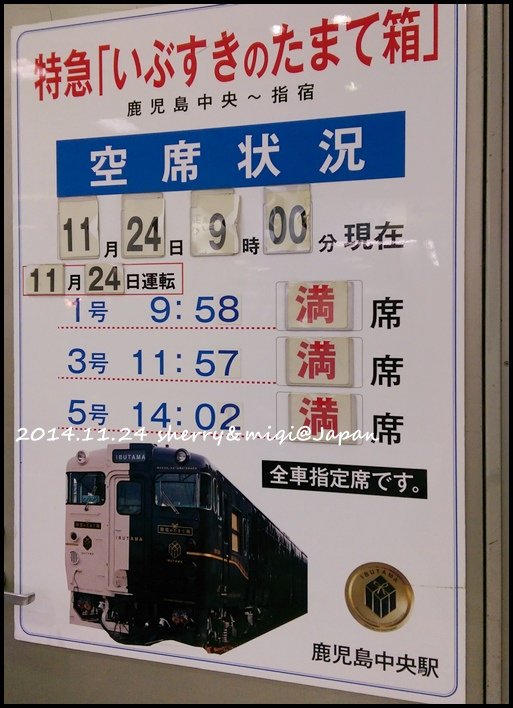 特急「いぶすきのたまて箱」
鹿児島中央～指宿
空席状況
11月24日 9時00分 現在
11月24日運転
1号 9:58 満席
3号 11:57 満席
5号 14:02 満席
2014.11.24 sherry&miqi@Japan
全車指定席です。
IBUTAMA
IBUTAMA
鹿児島中央駅